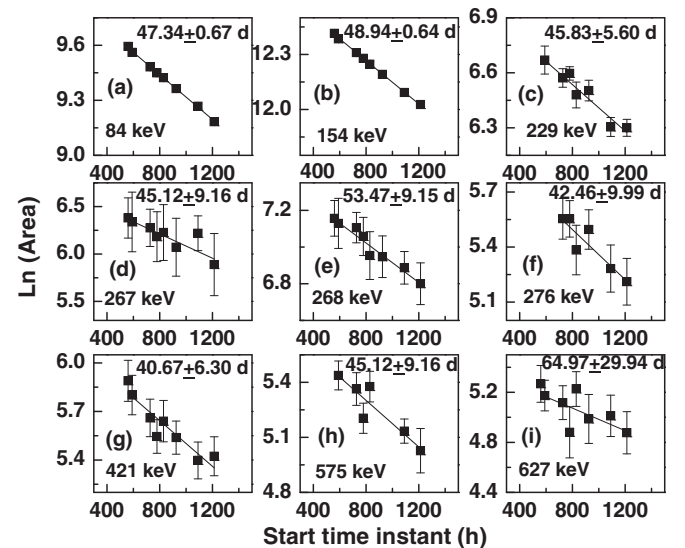 47.34±0.67 d
48.94±0.64 d
45.83±5.60 d
9.6
9.3
9.0
12.3
12.0
6.9
6.6
6.3
(a)
(b)
(c)
84 keV
154 keV
229 keV
400 800 1200
400 800 1200
400 800 1200
45.12±9.16 d
53.47±9.15 d
42.46±9.99 d
6.5
6.0
5.5
7.2
6.8
5.7
5.4
5.1
(d)
(e)
(f)
267 keV
268 keV
276 keV
400 800 1200
400 800 1200
400 800 1200
40.67±6.30 d
45.12±9.16 d
64.97±29.94 d
6.0
5.7
5.4
5.4
5.1
4.8
5.2
4.8
4.4
(g)
(h)
(i)
421 keV
575 keV
627 keV
400 800 1200
400 800 1200
400 800 1200
Ln (Area)
Start time instant (h)